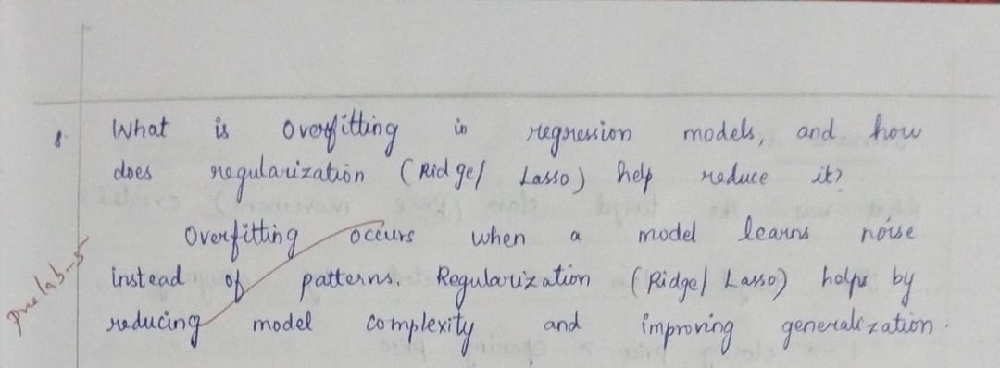 8. What is Overfitting in regression models, and how
does regularization (Ridge/ Lasso) help reduce it?
Overfitting occurs when a model learns noise
instead of patterns. Regularization (Ridge/ Lasso) helps by
reducing model complexity and improving generalization.
prelab-5